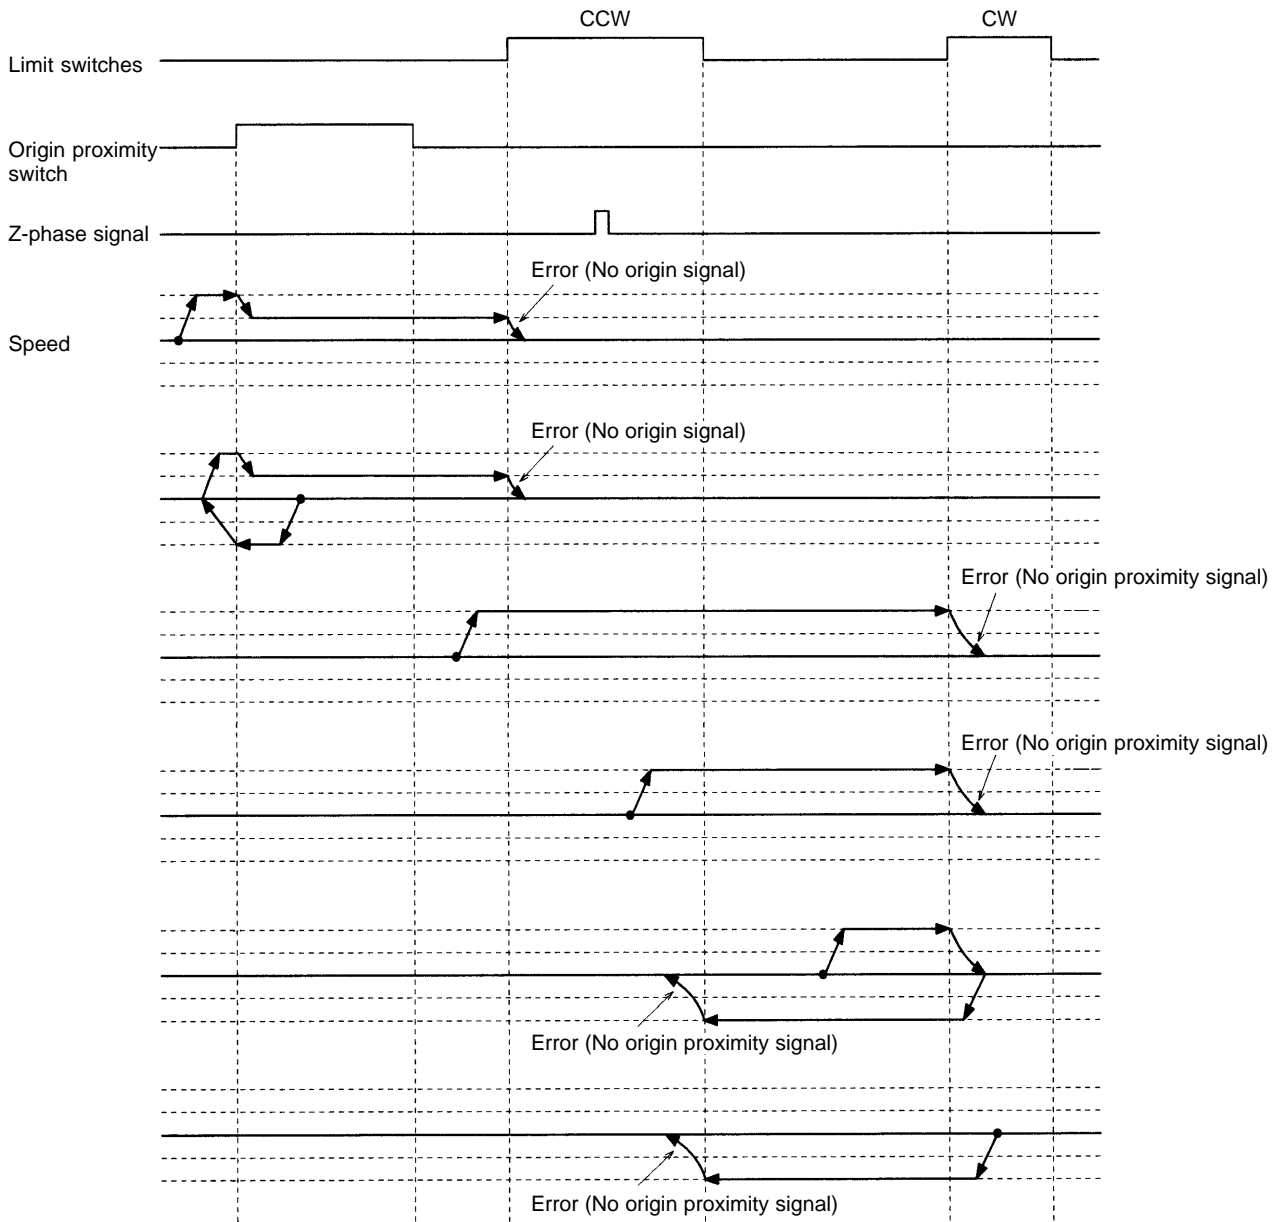 CCW
CW
Limit switches
Origin proximity
switch
Z-phase signal
Error (No origin signal)
Speed
Error (No origin signal)
Error (No origin proximity signal)
Error (No origin proximity signal)
Error (No origin proximity signal)
Error (No origin proximity signal)